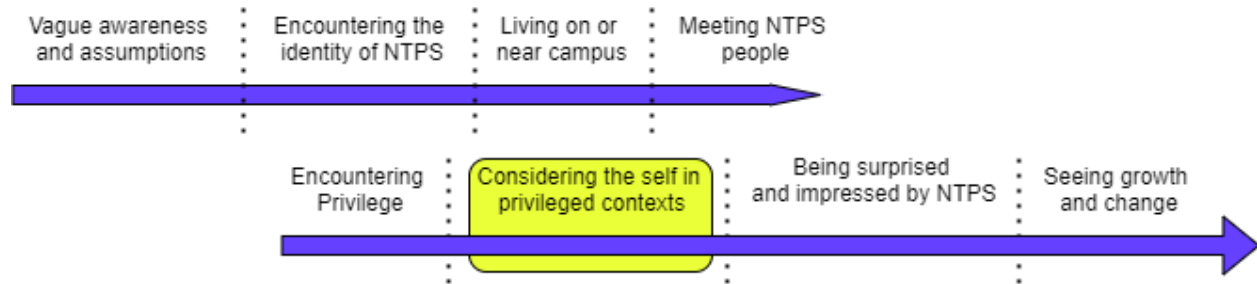 Vague awareness
and assumptions
Encountering the
identity of NTPS
Living on or
near campus
Meeting NTPS
people
Encountering
Privilege
Considering the self in
privileged contexts
Being surprised
and impressed by NTPS
Seeing growth
and change